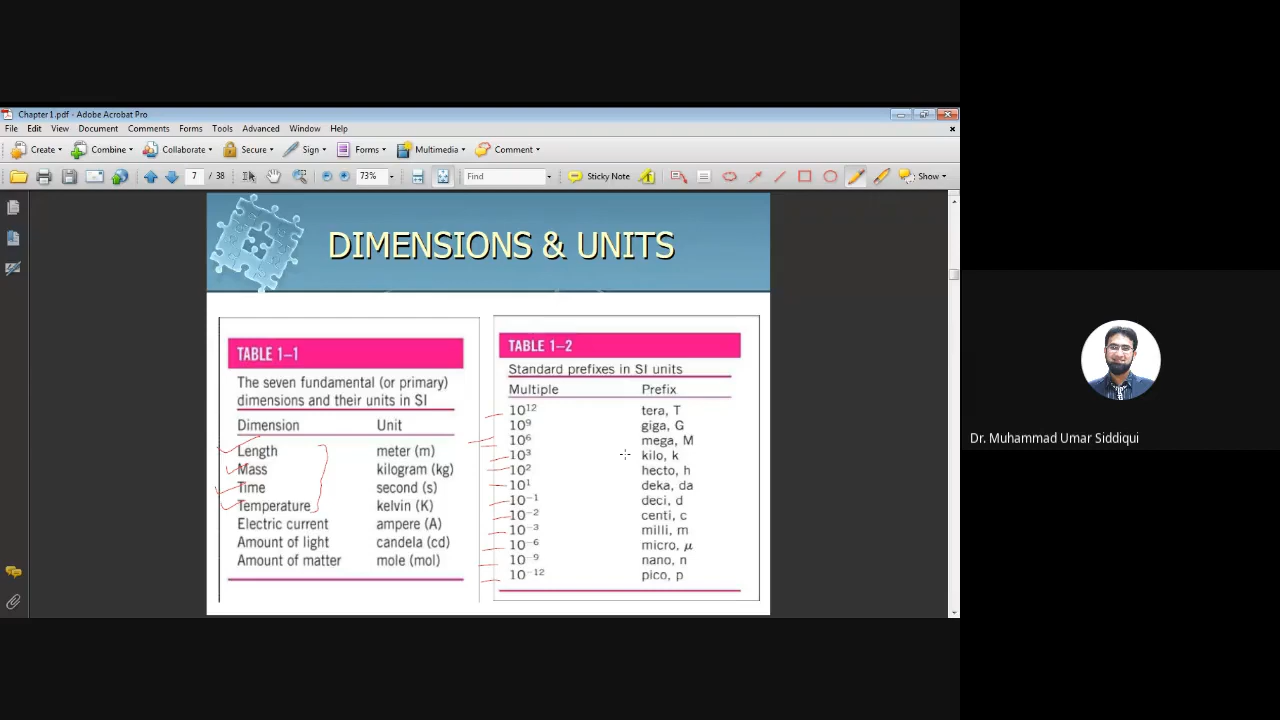 Chapter 1.pdf - Adobe Acrobat Pro
File Edit View Document Comments Forms Tools Advanced Window Help
Create Combine Collaborate Secure Sign Forms Multimedia Comment
7 / 38 73% Find Sticky Note Show
DIMENSIONS & UNITS
TABLE 1–1
The seven fundamental (or primary)
dimensions and their units in SI
Dimension Unit
Length meter (m)
Mass kilogram (kg)
Time second (s)
Temperature kelvin (K)
Electric current ampere (A)
Amount of light candela (cd)
Amount of matter mole (mol)
TABLE 1–2
Standard prefixes in SI units
Multiple Prefix
10¹² tera, T
10⁹ giga, G
10⁶ mega, M
10³ kilo, k
10² hecto, h
10¹ deka, da
10⁻¹ deci, d
10⁻² centi, c
10⁻³ milli, m
10⁻⁶ micro, μ
10⁻⁹ nano, n
10⁻¹² pico, p
Dr. Muhammad Umar Siddiqui